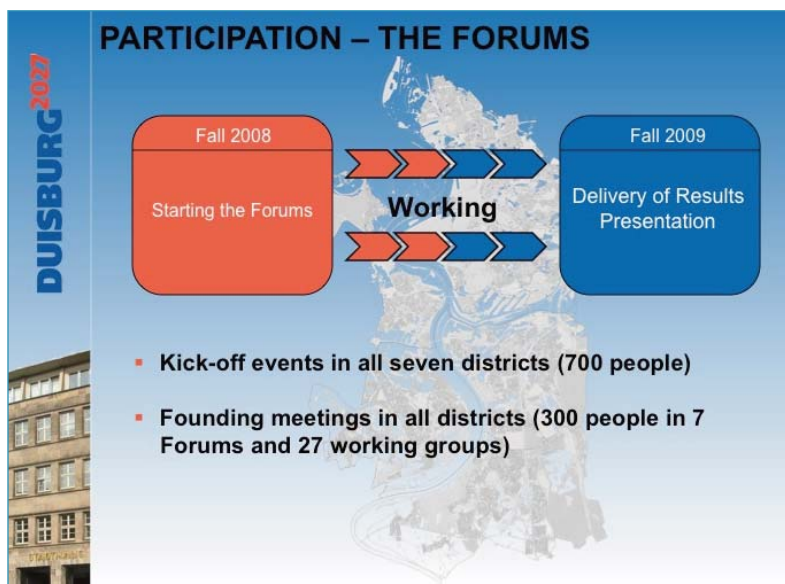 PARTICIPATION – THE FORUMS
DUISBURG2027
Fall 2008
Starting the Forums
Working
Fall 2009
Delivery of Results
Presentation
▪ Kick-off events in all seven districts (700 people)
▪ Founding meetings in all districts (300 people in 7
Forums and 27 working groups)